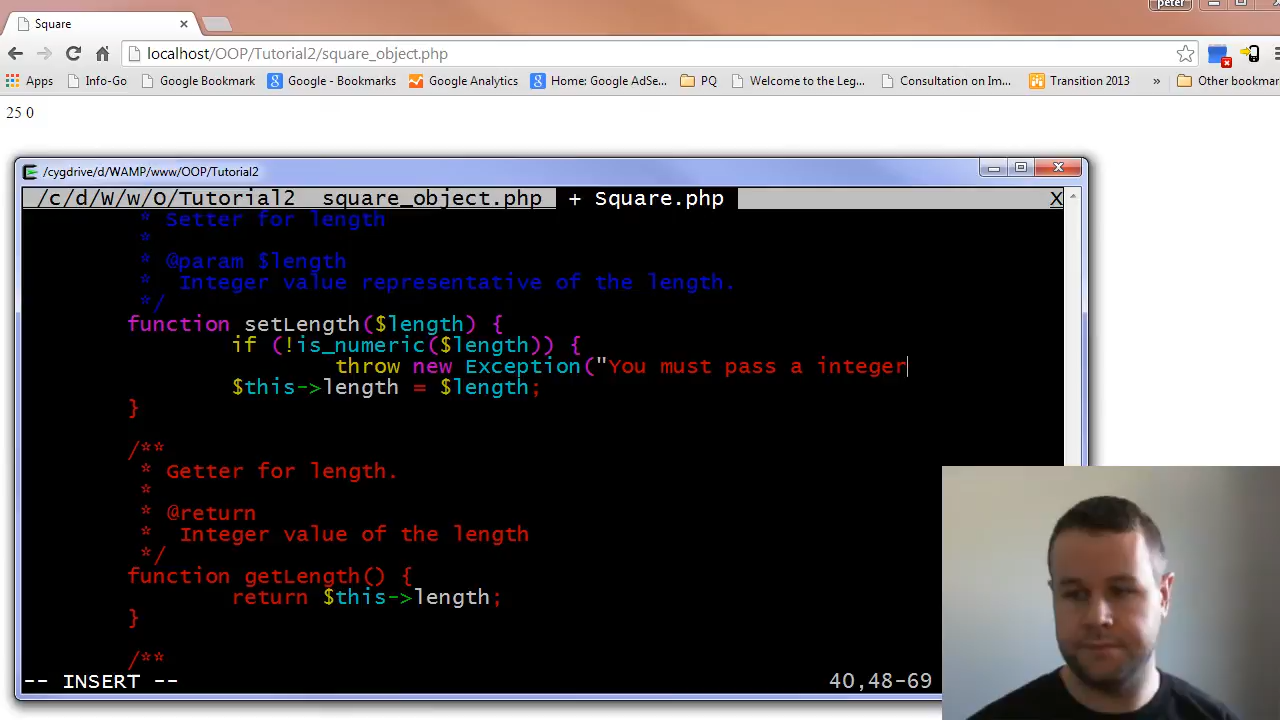 peter
Square
localhost/OOP/Tutorial2/square_object.php
Apps Info-Go Google Bookmark Google - Bookmarks Google Analytics Home: Google AdSe... PQ Welcome to the Leg... Consultation on Im... Transition 2013 » Other bookmar
25 0
/cygdrive/d/WAMP/www/OOP/Tutorial2
/c/d/W/w/O/Tutorial2 square_object.php + Square.php X
* Setter for length
*
* @param $length
* Integer value representative of the length.
*/
function setLength($length) {
if (!is_numeric($length)) {
throw new Exception("You must pass a integer
$this->length = $length;
}
/**
* Getter for length.
*
* @return
* Integer value of the length
*/
function getLength() {
return $this->length;
}
/**
-- INSERT -- 40,48-69